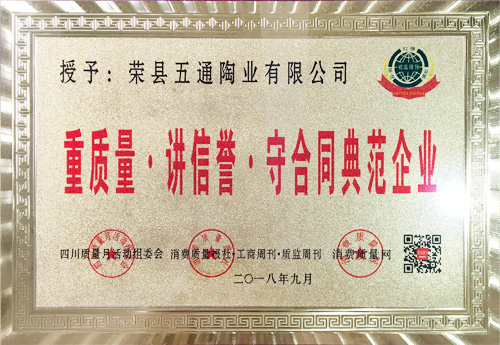 授予：荣县五通陶业有限公司
重质量·讲信誉·守合同典范企业
四川质量月活动组委会 消费质量报社·工商周刊·质监周刊 消费质量网
二〇一八年九月